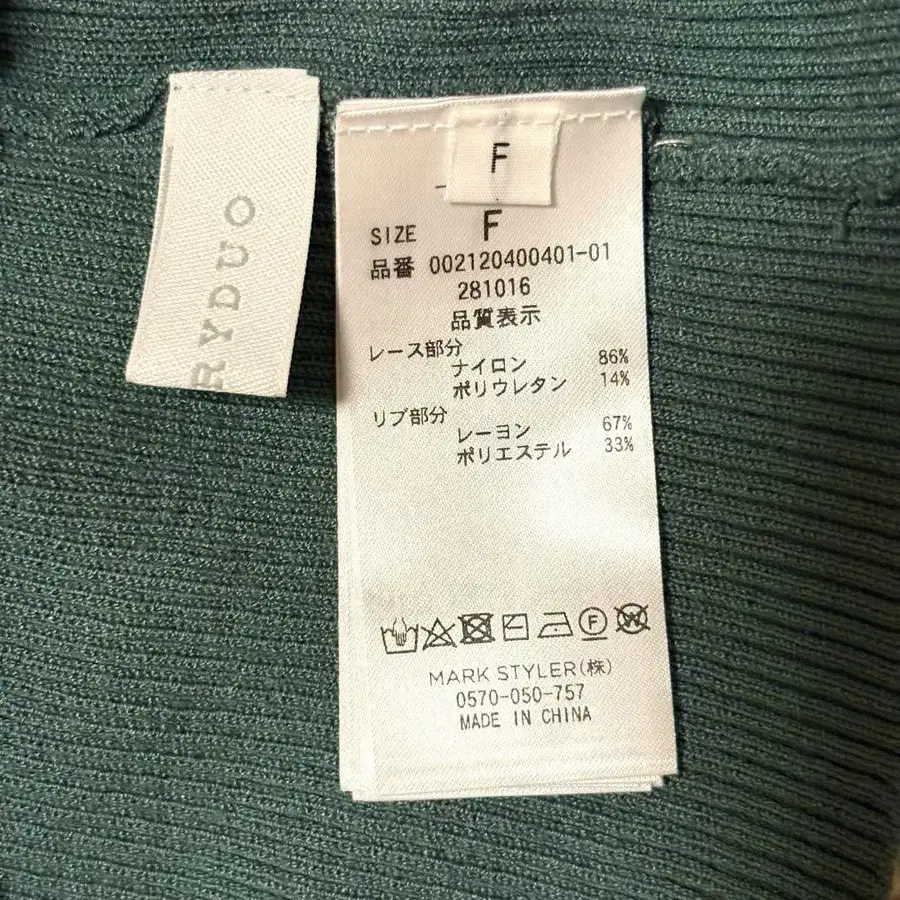 RYDUO
F
SIZE F
品番 002120400401-01
281016
品質表示
レース部分
ナイロン 86%
ポリウレタン 14%
リブ部分
レーヨン 67%
ポリエステル 33%
F W
MARK STYLER(株)
0570-050-757
MADE IN CHINA